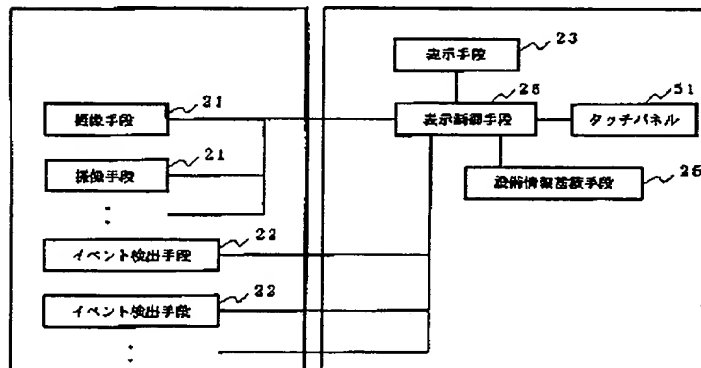 表示手段
23
撮像手段
21
表示制御手段
26
タッチパネル
51
撮像手段
21
設備情報蓄積手段
25
イベント検出手段
22
イベント検出手段
22